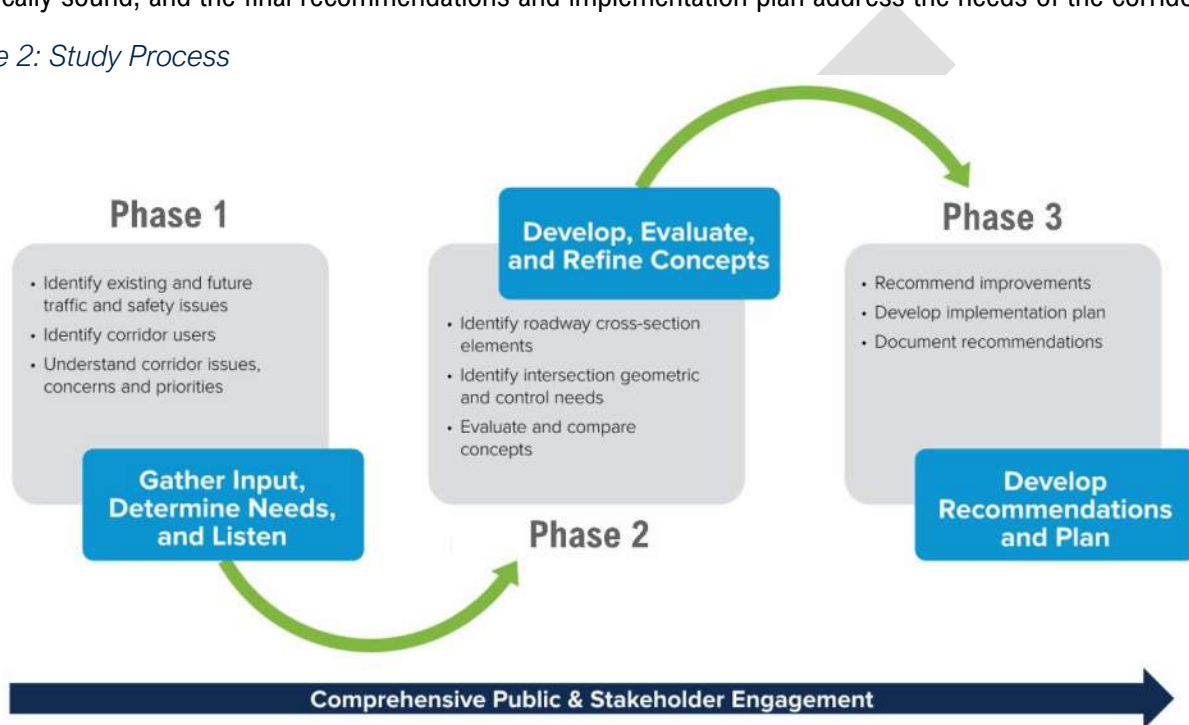 cally sound, and the final recommendations and implementation plan address the needs of the corrido
e 2: Study Process
Phase 1
• Identify existing and future
traffic and safety issues
• Identify corridor users
• Understand corridor issues,
concerns and priorities
Gather Input,
Determine Needs,
and Listen
Develop, Evaluate,
and Refine Concepts
• Identify roadway cross-section
elements
• Identify intersection geometric
and control needs
• Evaluate and compare
concepts
Phase 2
Phase 3
• Recommend improvements
• Develop implementation plan
• Document recommendations
Develop
Recommendations
and Plan
Comprehensive Public & Stakeholder Engagement